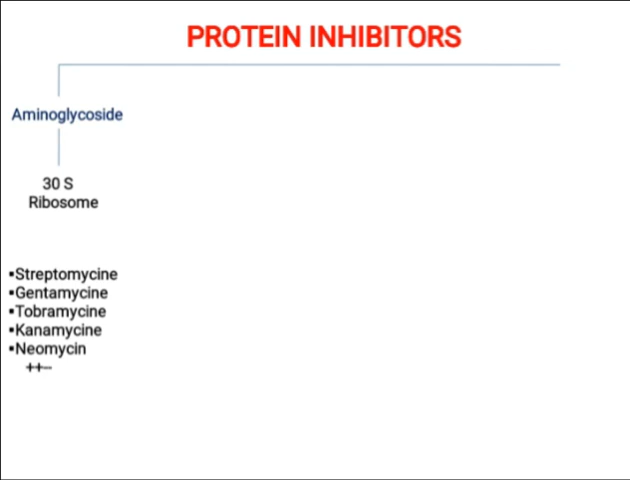 PROTEIN INHIBITORS
Aminoglycoside
30 S
Ribosome
▪Streptomycine
▪Gentamycine
▪Tobramycine
▪Kanamycine
▪Neomycin
++--